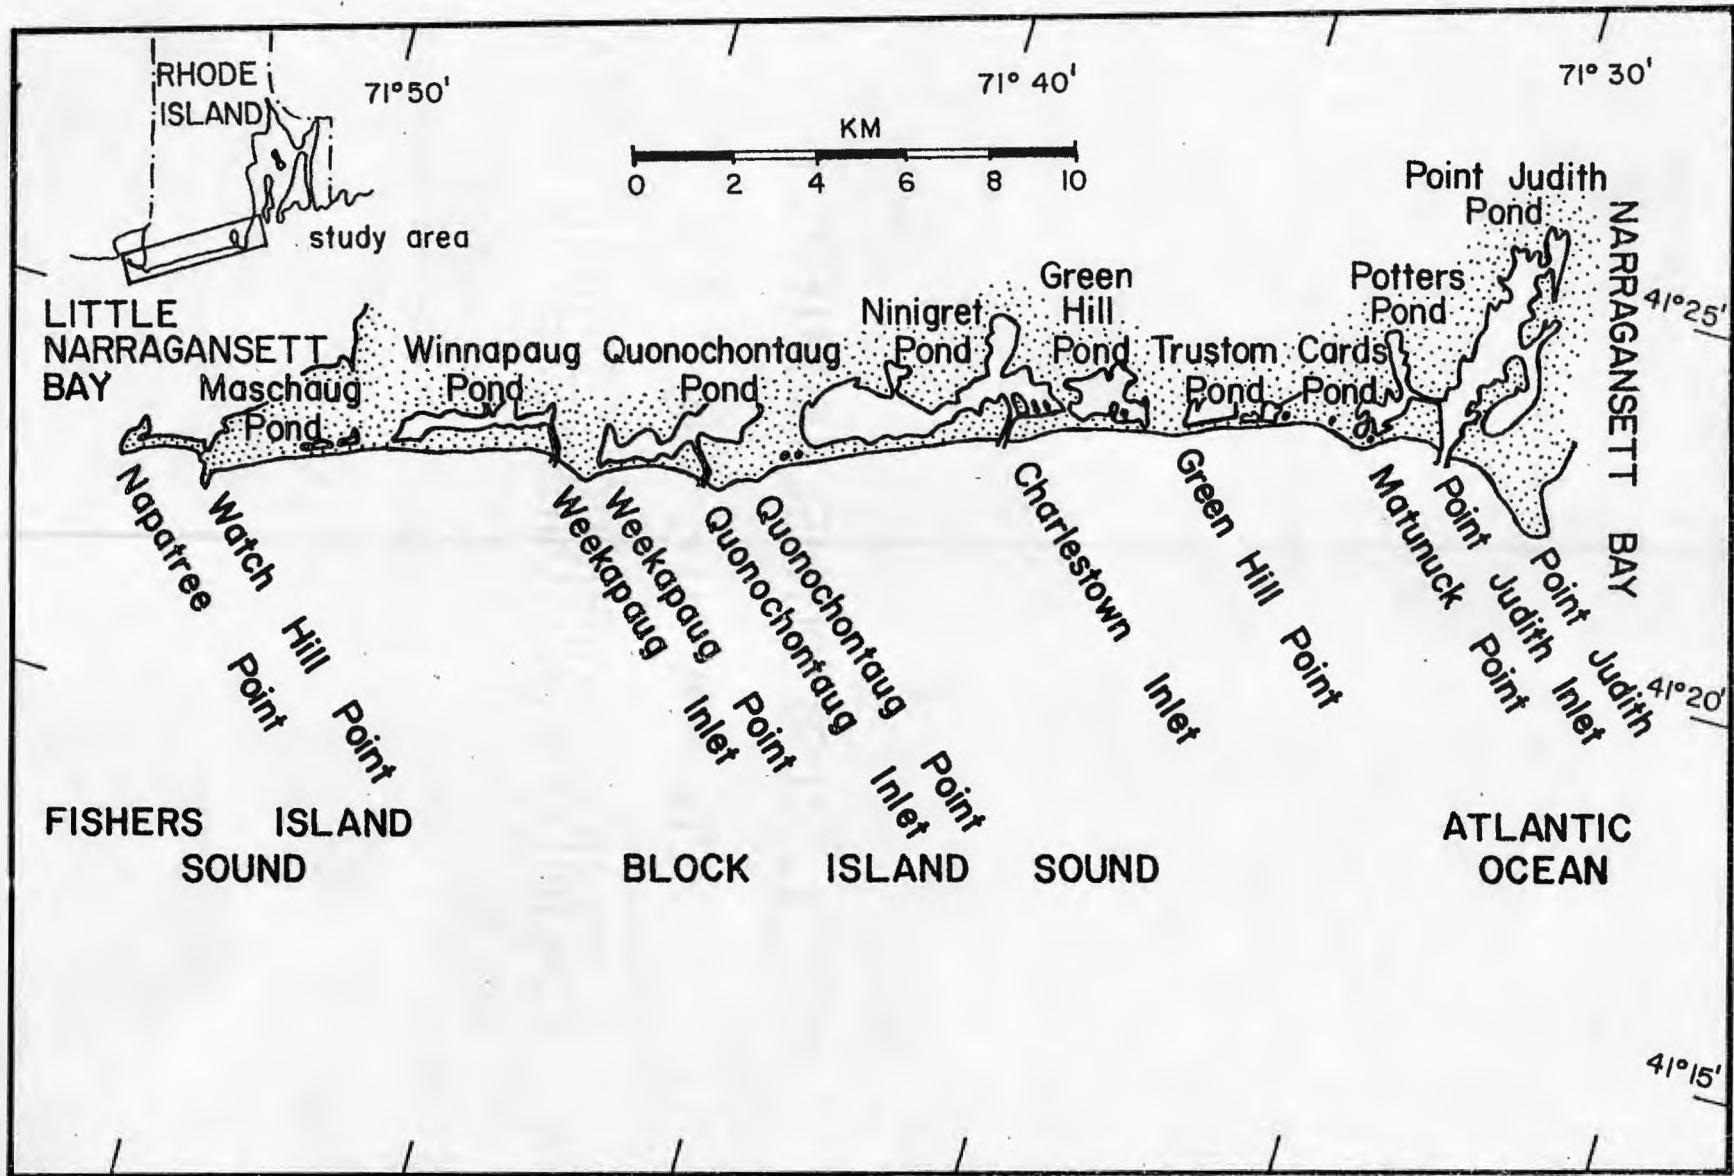 RHODE
ISLAND
study area
71° 50'
71° 40'
71° 30'
KM
0 2 4 6 8 10
LITTLE
NARRAGANSETT
BAY
Maschaug
Pond
Winnapaug
Pond
Quonochontaug
Pond
Ninigret
Pond
Green
Hill
Pond
Trustom
Pond
Cards
Pond
Potters
Pond
Point Judith
Pond
NARRAGANSETT BAY
41° 25'
41° 20'
41° 15'
Napatree Point
Watch Hill Point
Weekapaug Inlet
Weekapaug Point
Quonochontaug Inlet
Quonochontaug Point
Charlestown Inlet
Green Hill Point
Matunuck Point
Point Judith Inlet
Point Judith
FISHERS ISLAND
SOUND
BLOCK ISLAND SOUND
ATLANTIC
OCEAN